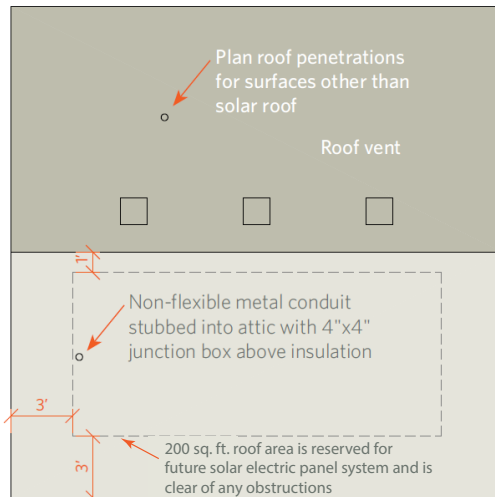 Plan roof penetrations
for surfaces other than
solar roof
Roof vent
1'
Non-flexible metal conduit
stubbed into attic with 4"x4"
junction box above insulation
3'
3'
200 sq. ft. roof area is reserved for
future solar electric panel system and is
clear of any obstructions